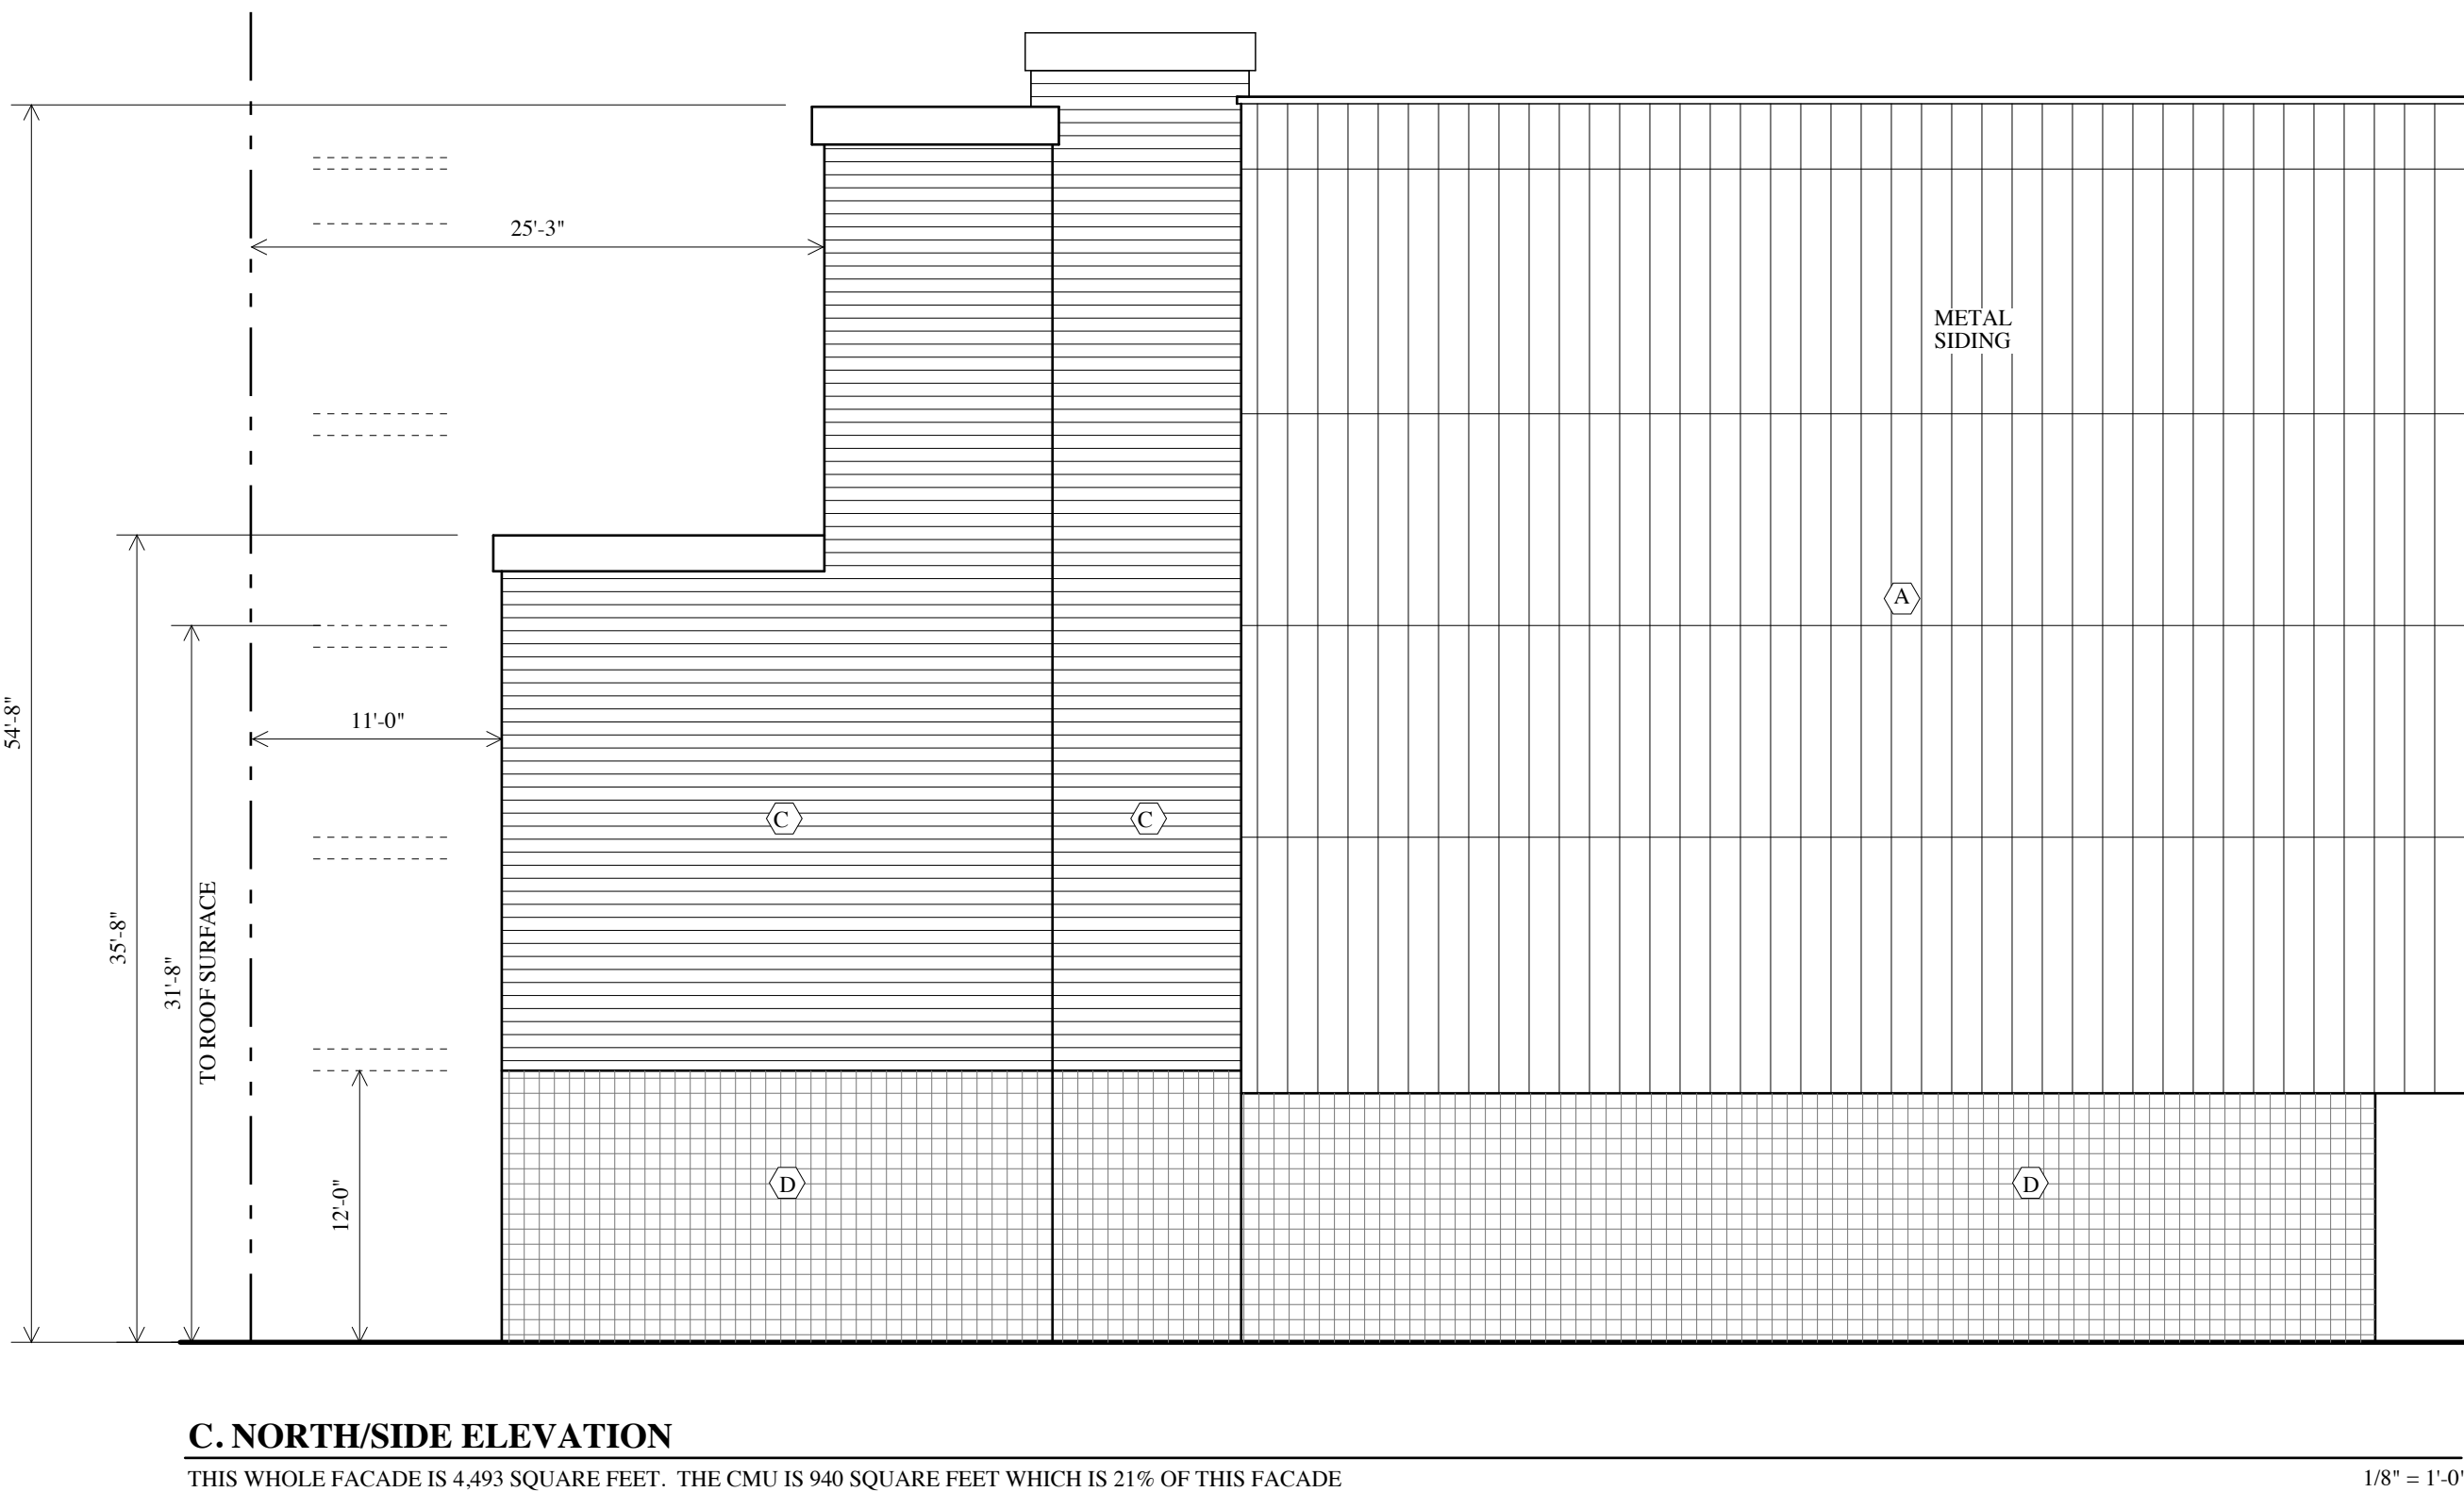 25'-3"
METAL
SIDING
A
54'-8"
11'-0"
C
C
35'-8"
31'-8"
TO ROOF SURFACE
12'-0"
D
D
C. NORTH/SIDE ELEVATION
THIS WHOLE FACADE IS 4,493 SQUARE FEET. THE CMU IS 940 SQUARE FEET WHICH IS 21% OF THIS FACADE
1/8" = 1'-0"